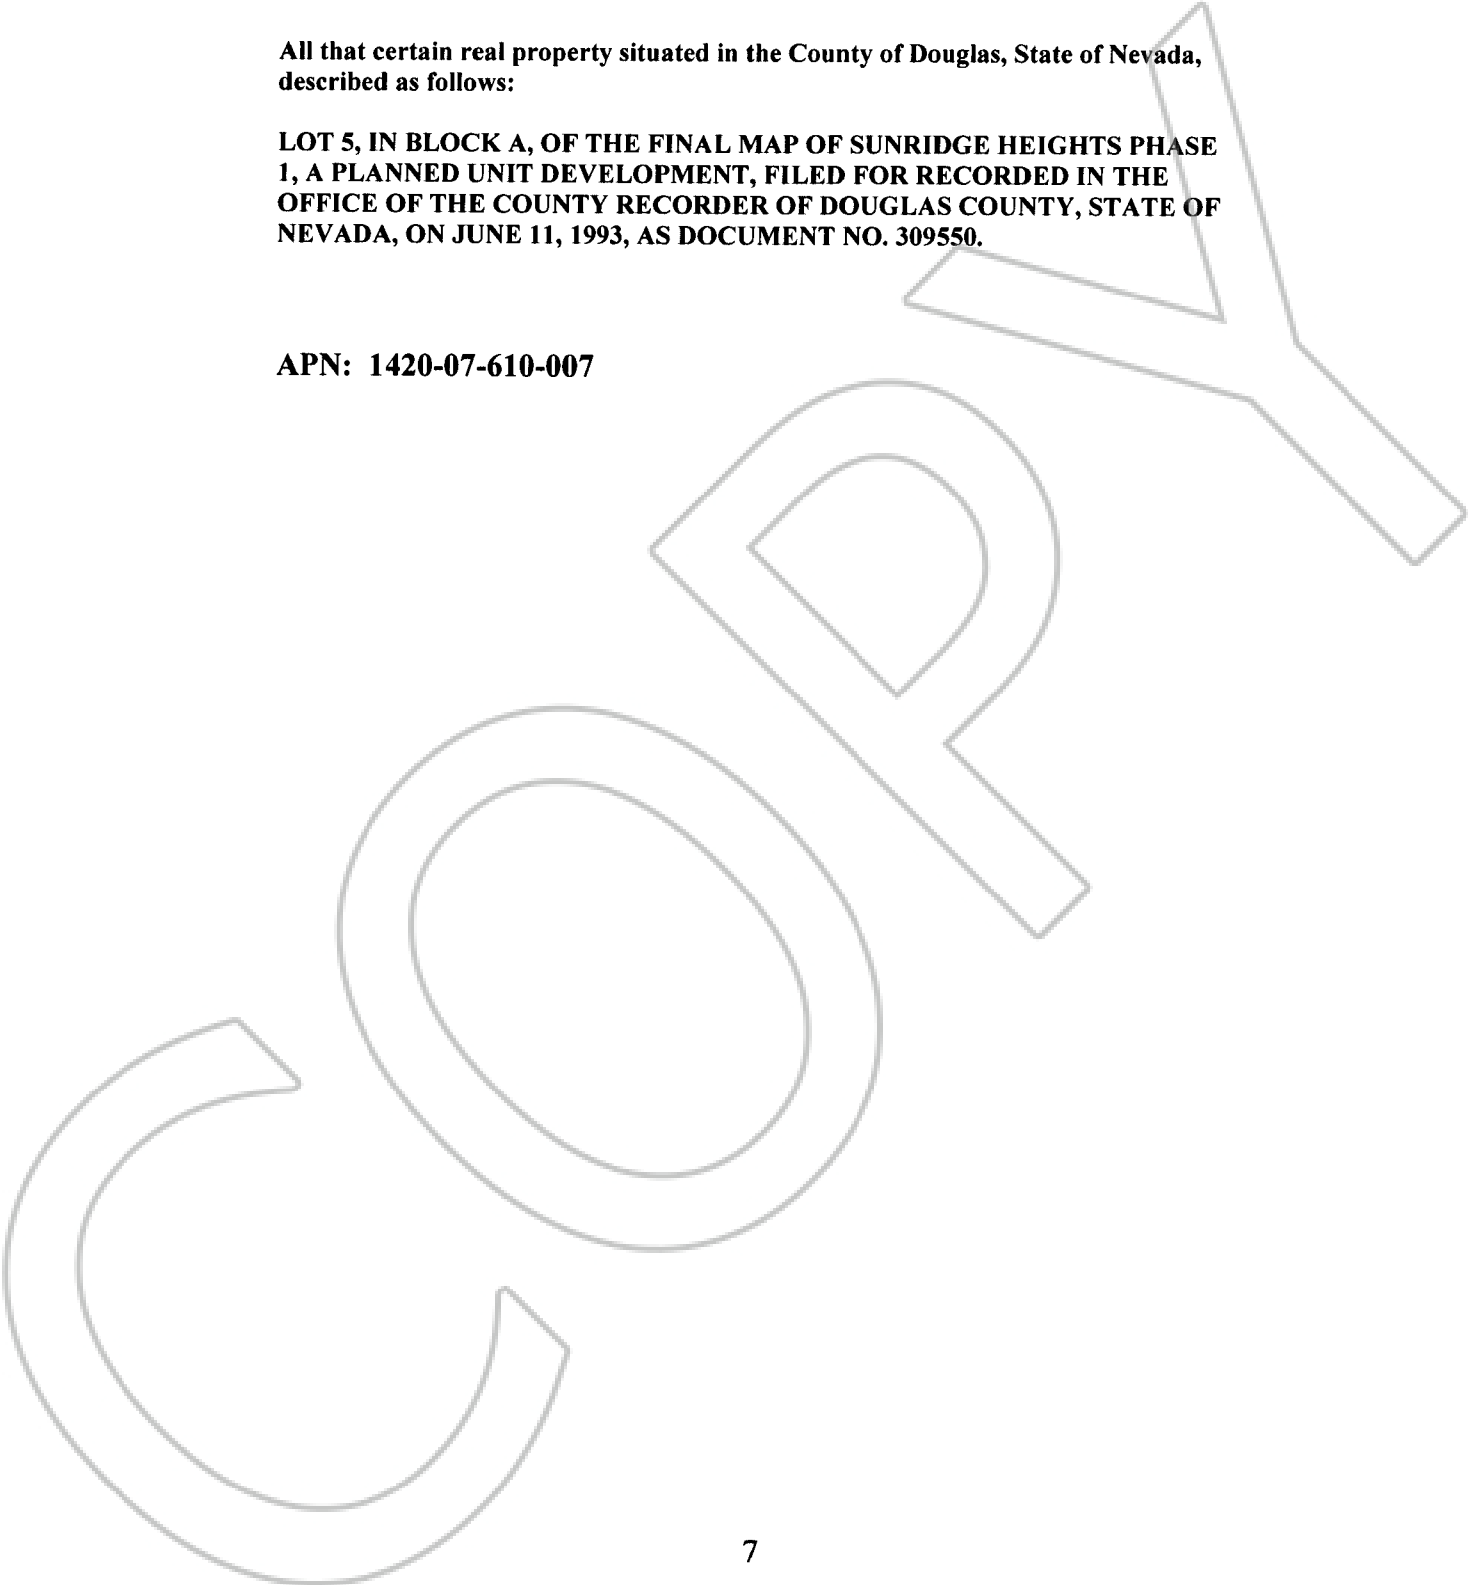 All that certain real property situated in the County of Douglas, State of Nevada,
described as follows:
LOT 5, IN BLOCK A, OF THE FINAL MAP OF SUNRIDGE HEIGHTS PHASE
1, A PLANNED UNIT DEVELOPMENT, FILED FOR RECORDED IN THE
OFFICE OF THE COUNTY RECORDER OF DOUGLAS COUNTY, STATE OF
NEVADA, ON JUNE 11, 1993, AS DOCUMENT NO. 309550.
APN: 1420-07-610-007
COPY
7